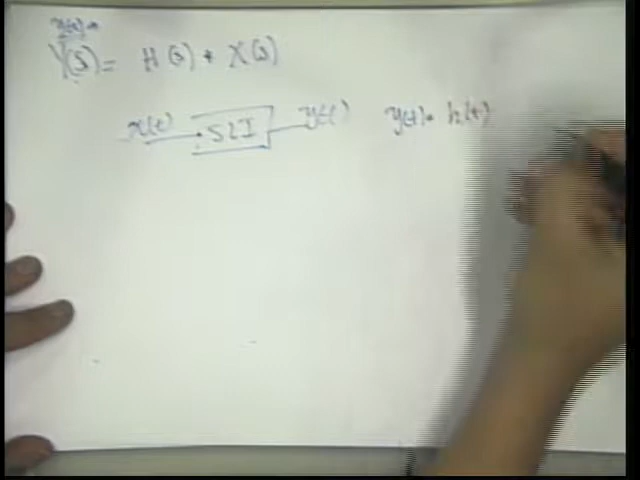 y(t)=
Y(S) = H(s) * X(s)
x(t) SLI y(t) y(t) = h(t)